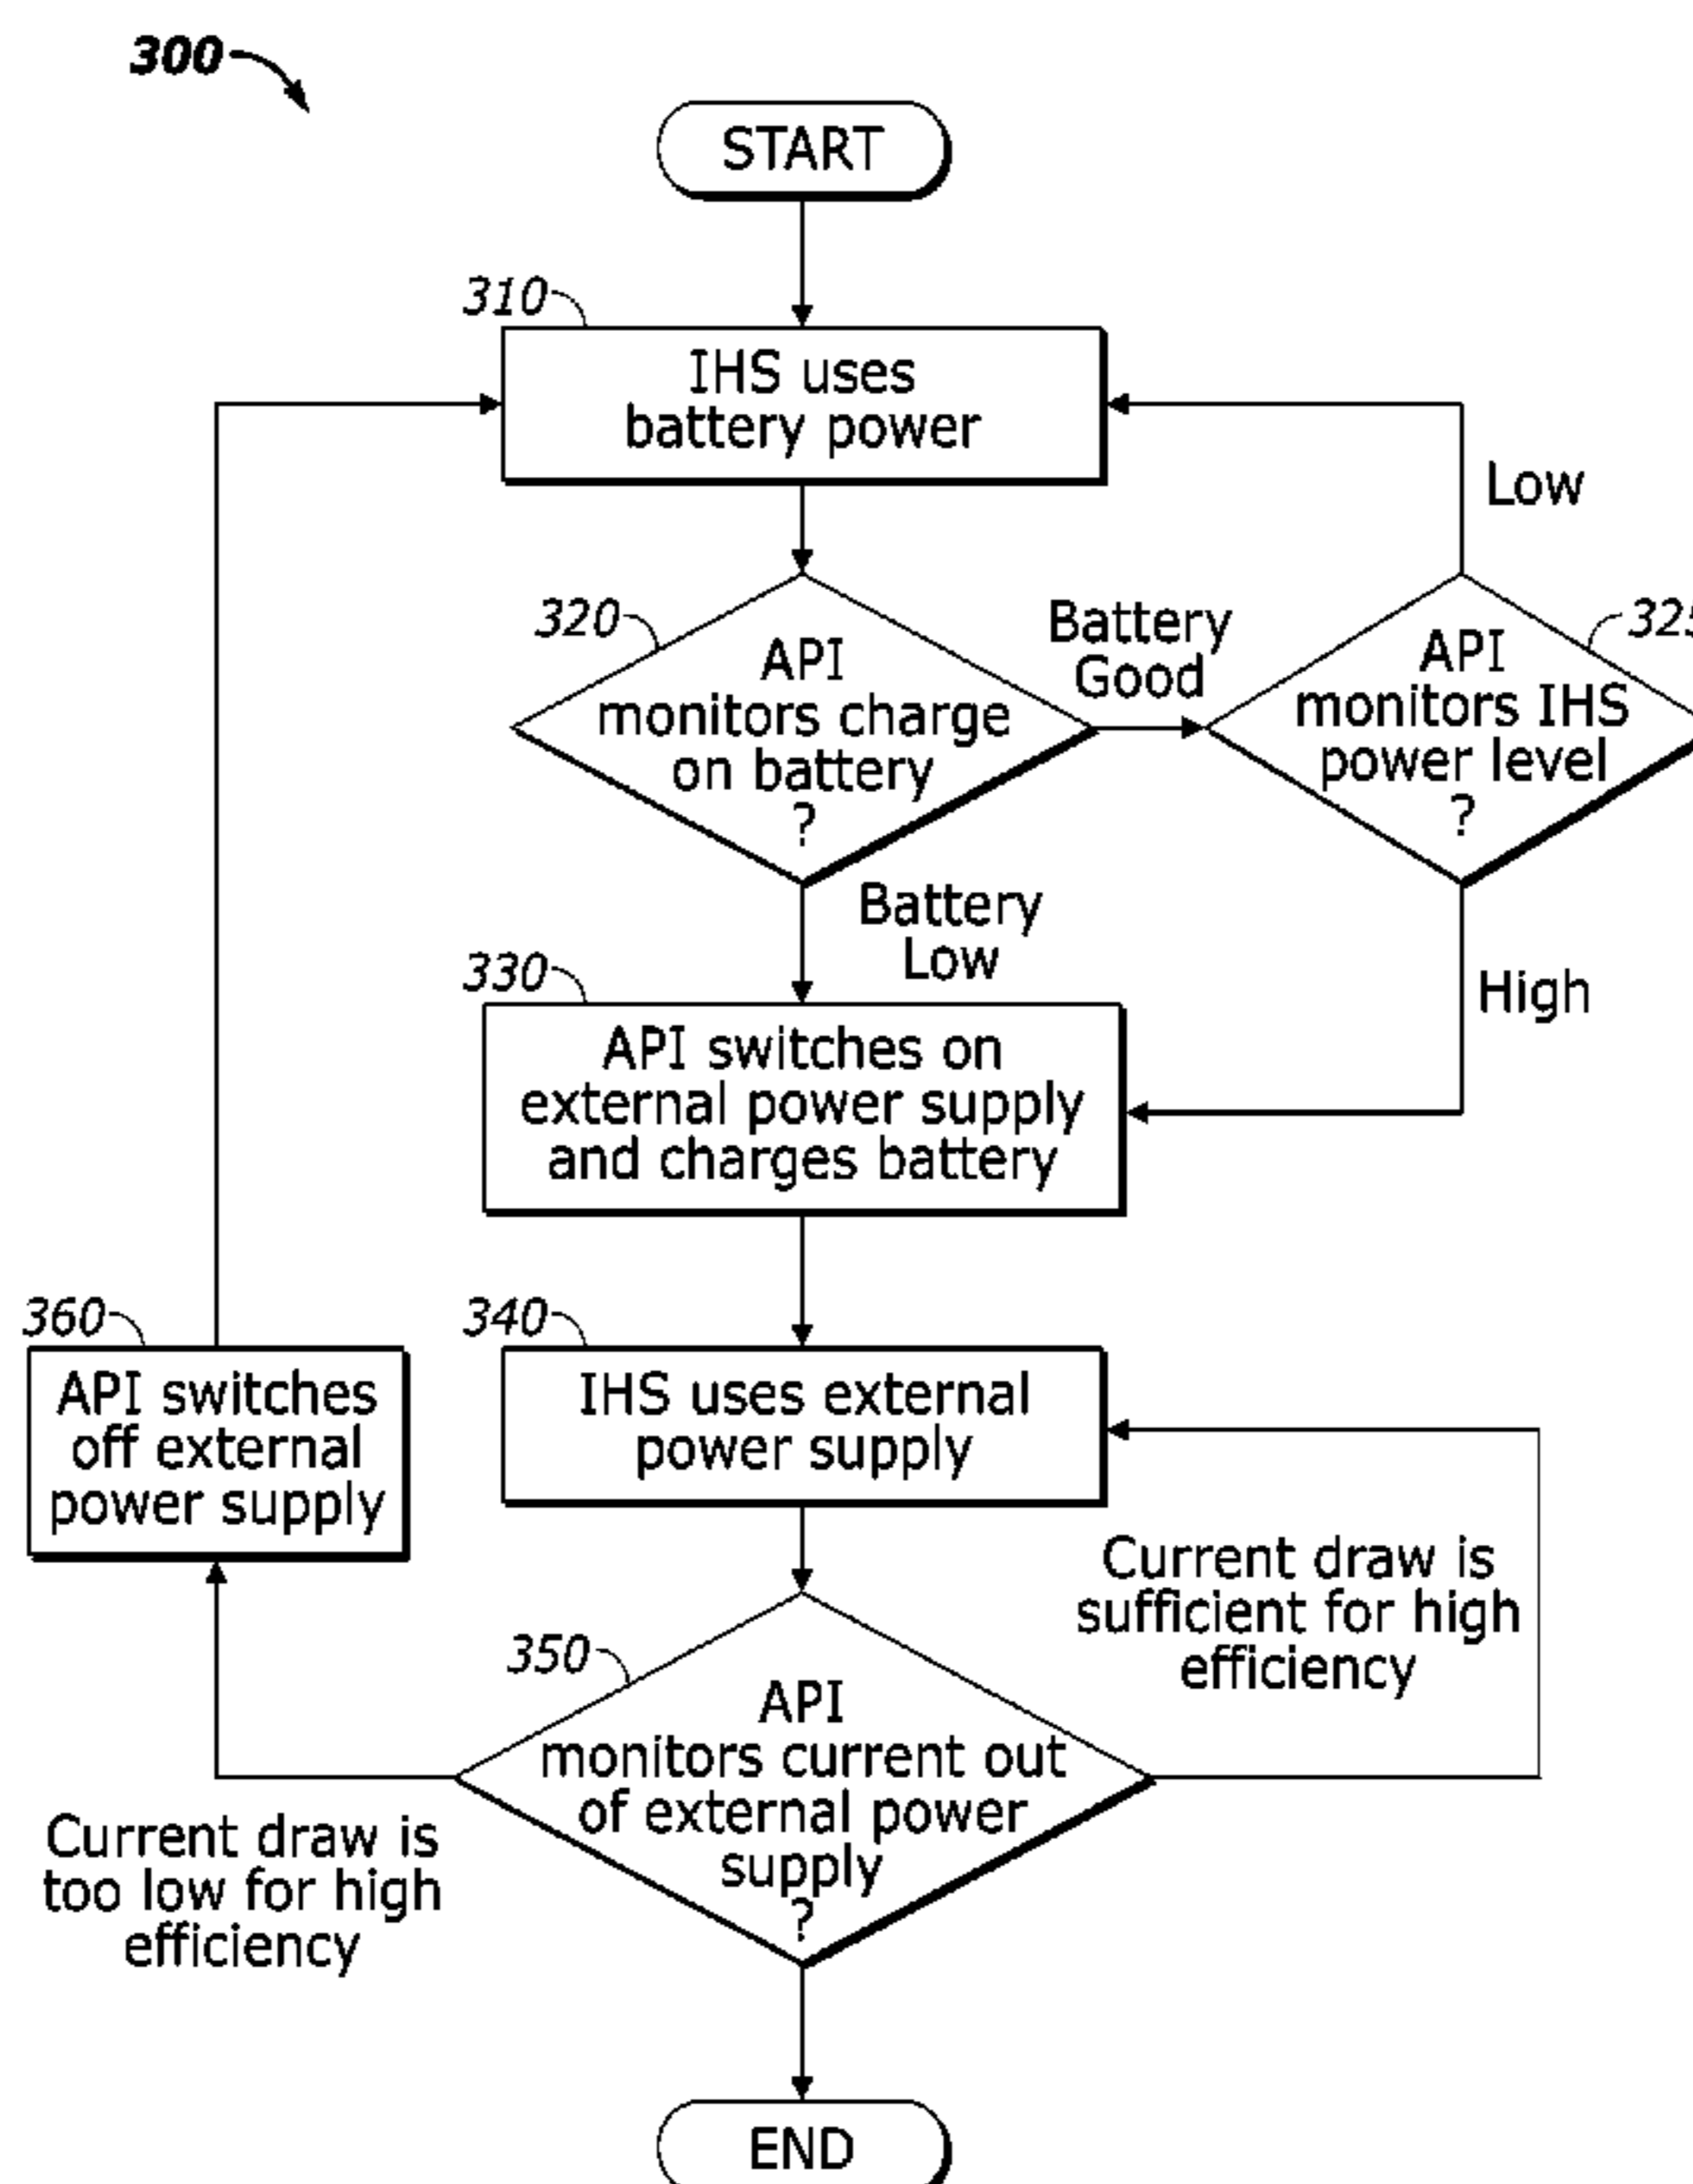 300
START
310
IHS uses
battery power
Low
320
API
monitors charge
on battery
?
Battery
Good
325
API
monitors IHS
power level
?
Battery
Low
High
330
API switches on
external power supply
and charges battery
360
API switches
off external
power supply
340
IHS uses external
power supply
Current draw is
sufficient for high
efficiency
350
API
monitors current out
of external power
supply
?
Current draw is
too low for high
efficiency
END